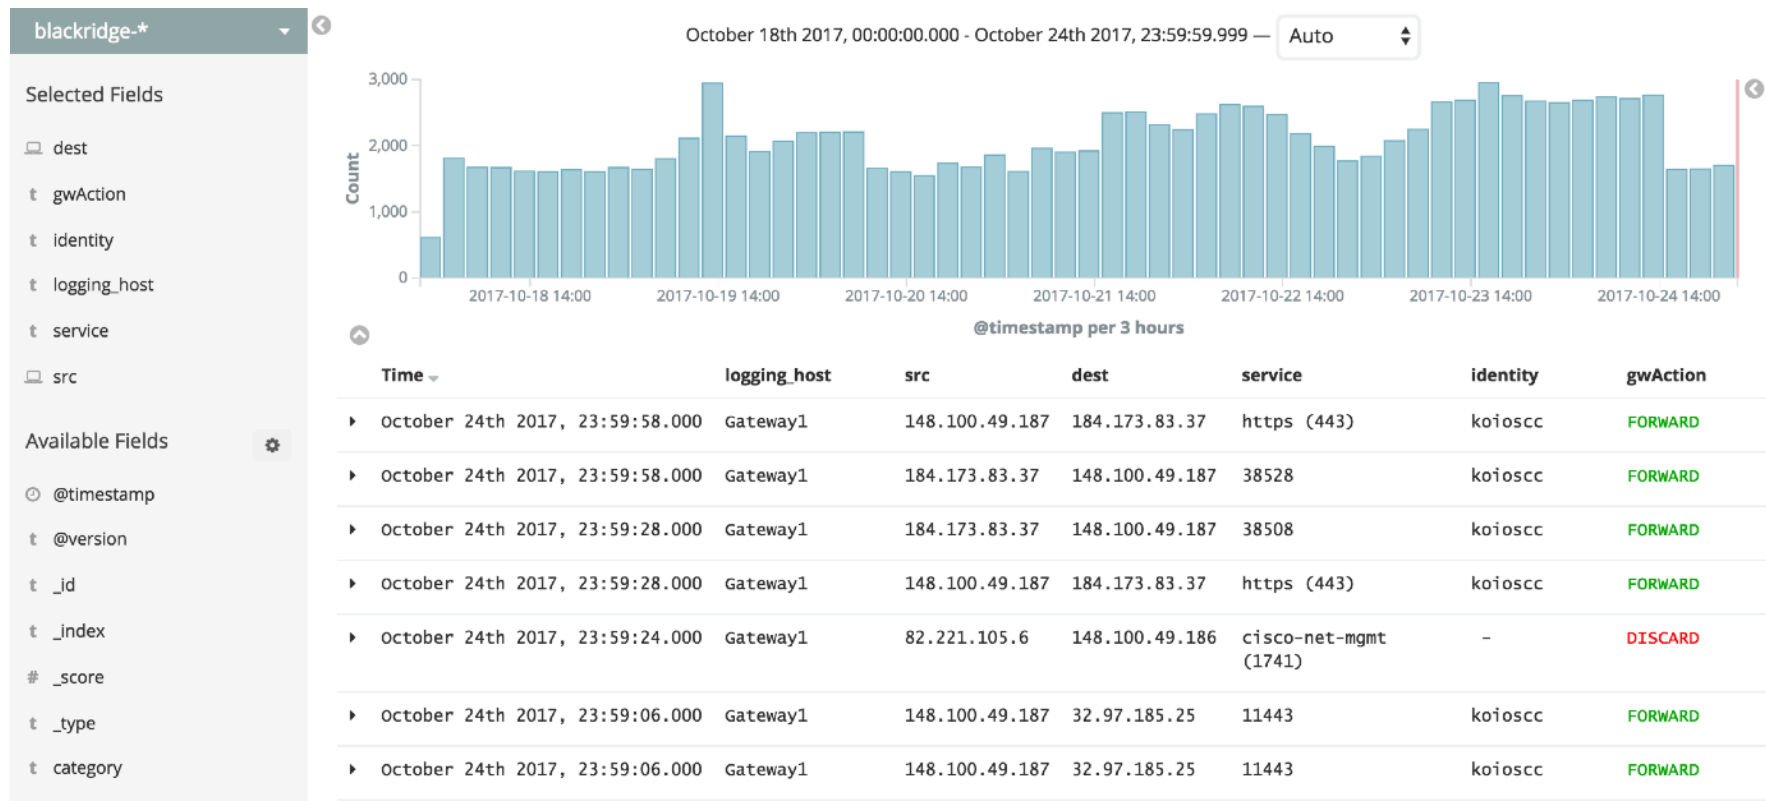 blackridge-*
Selected Fields
dest
t gwAction
t identity
t logging_host
t service
src
Available Fields
@timestamp
t @version
t _id
t _index
# _score
t _type
t category
October 18th 2017, 00:00:00.000 - October 24th 2017, 23:59:59.999 — Auto
3,000
2,000
1,000
0
Count
2017-10-18 14:00 2017-10-19 14:00 2017-10-20 14:00 2017-10-21 14:00 2017-10-22 14:00 2017-10-23 14:00 2017-10-24 14:00
@timestamp per 3 hours
Time logging_host src dest service identity gwAction
October 24th 2017, 23:59:58.000 Gateway1 148.100.49.187 184.173.83.37 https (443) koioscc FORWARD
October 24th 2017, 23:59:58.000 Gateway1 184.173.83.37 148.100.49.187 38528 koioscc FORWARD
October 24th 2017, 23:59:28.000 Gateway1 184.173.83.37 148.100.49.187 38508 koioscc FORWARD
October 24th 2017, 23:59:28.000 Gateway1 148.100.49.187 184.173.83.37 https (443) koioscc FORWARD
October 24th 2017, 23:59:24.000 Gateway1 82.221.105.6 148.100.49.186 cisco-net-mgmt - DISCARD
(1741)
October 24th 2017, 23:59:06.000 Gateway1 148.100.49.187 32.97.185.25 11443 koioscc FORWARD
October 24th 2017, 23:59:06.000 Gateway1 148.100.49.187 32.97.185.25 11443 koioscc FORWARD